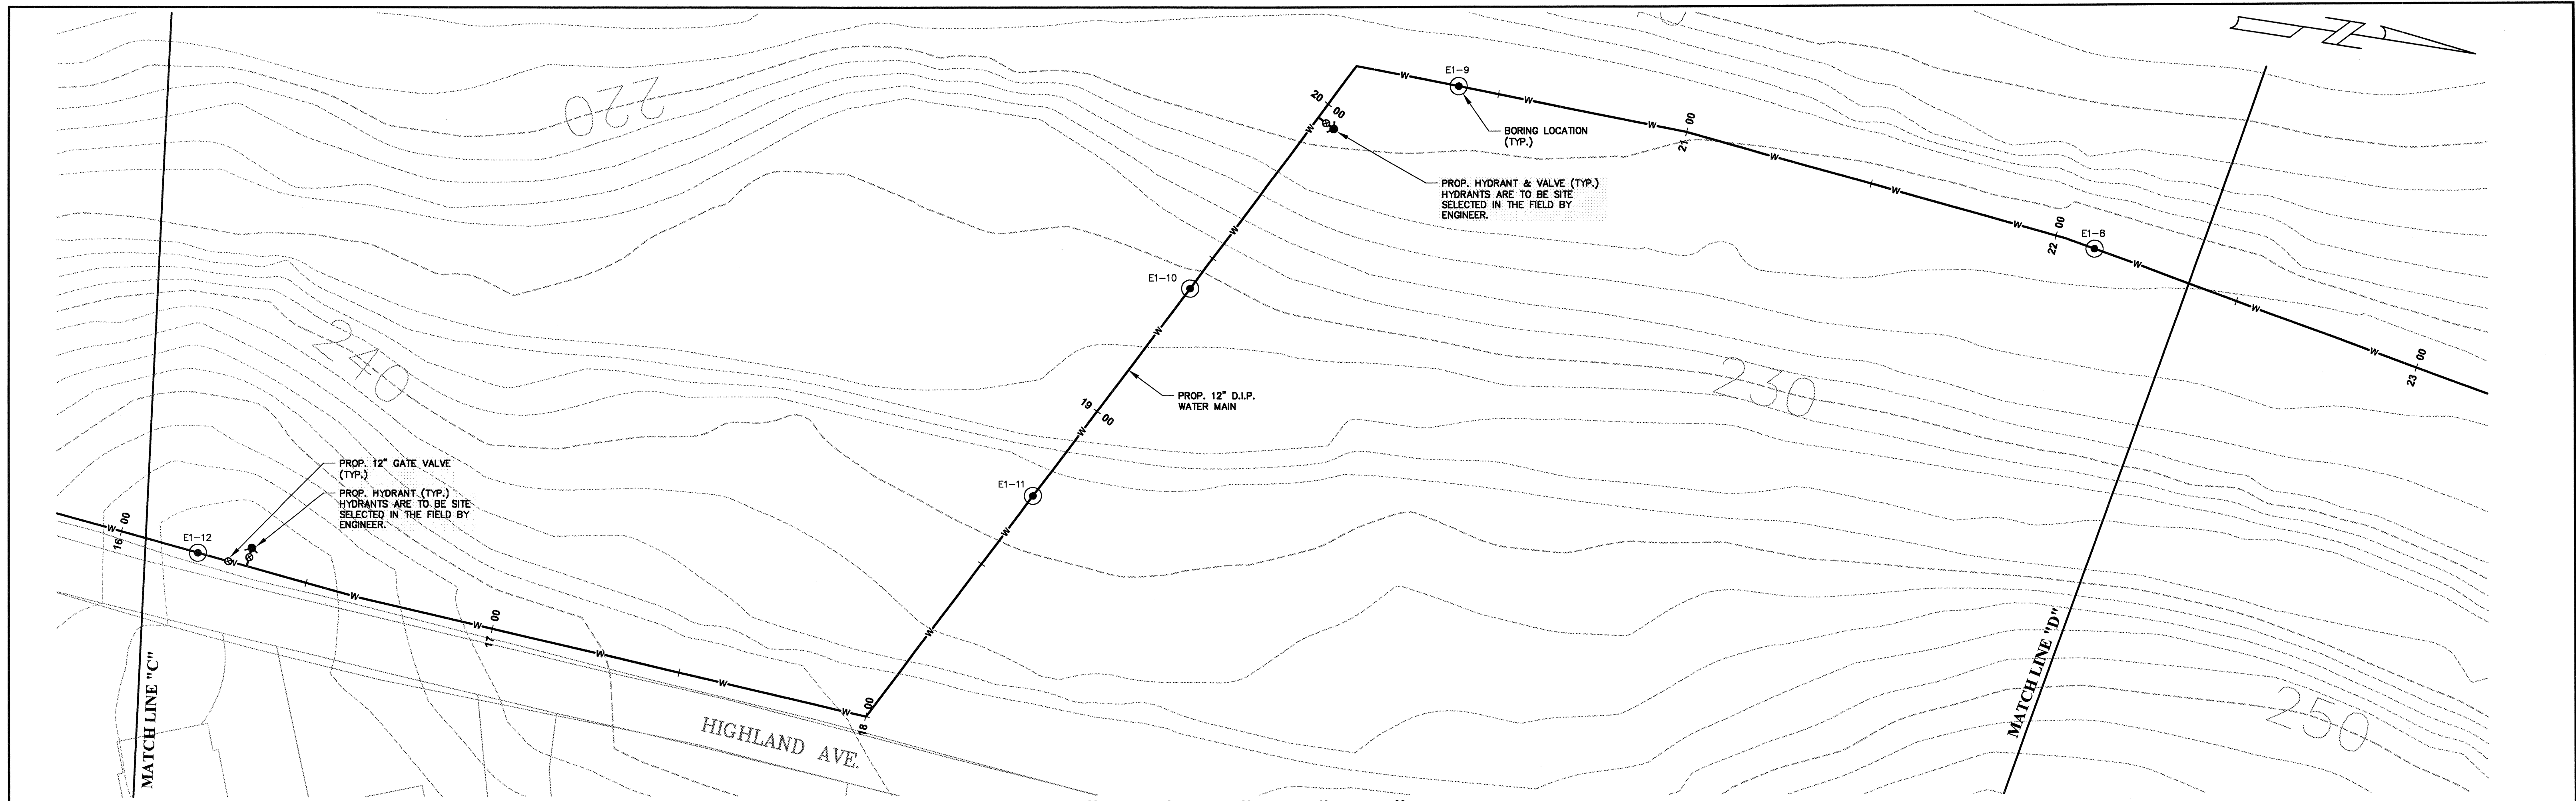 220
E1-9
BORING LOCATION
(TYP.)
20 00
PROP. HYDRANT & VALVE (TYP.)
HYDRANTS ARE TO BE SITE
SELECTED IN THE FIELD BY
ENGINEER.
21 00
22 00
E1-8
E1-10
240
230
PROP. 12" D.I.P.
WATER MAIN
19 00
23 00
PROP. 12" GATE VALVE
(TYP.)
PROP. HYDRANT (TYP.)
HYDRANTS ARE TO BE SITE
SELECTED IN THE FIELD BY
ENGINEER.
E1-11
16 00
E1-12
17 00
18 00
HIGHLAND AVE.
MATCH LINE "C"
MATCH LINE "D"
250
W W W W W W W W W W W W W W W W W W W W W W W W
N